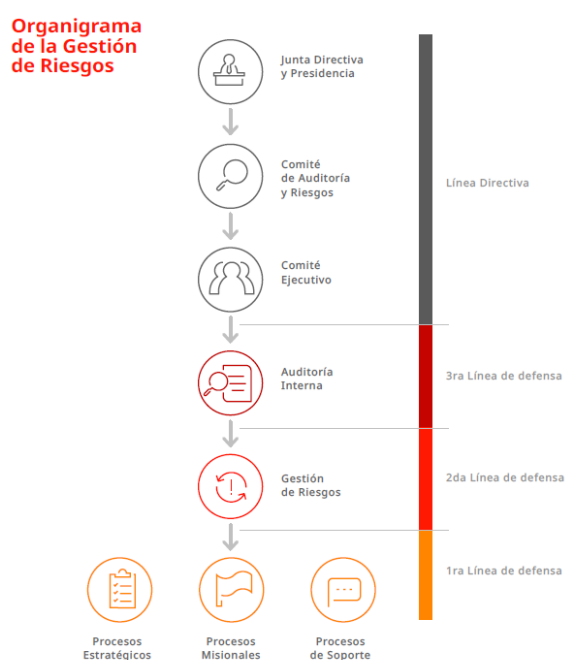 Organigrama
de la Gestión
de Riesgos
Junta Directiva
y Presidencia
Comité
de Auditoría
y Riesgos
Línea Directiva
Comité
Ejecutivo
Auditoría
Interna
3ra Línea de defensa
Gestión
de Riesgos
2da Línea de defensa
1ra Línea de defensa
Procesos
Estratégicos
Procesos
Misionales
Procesos
de Soporte